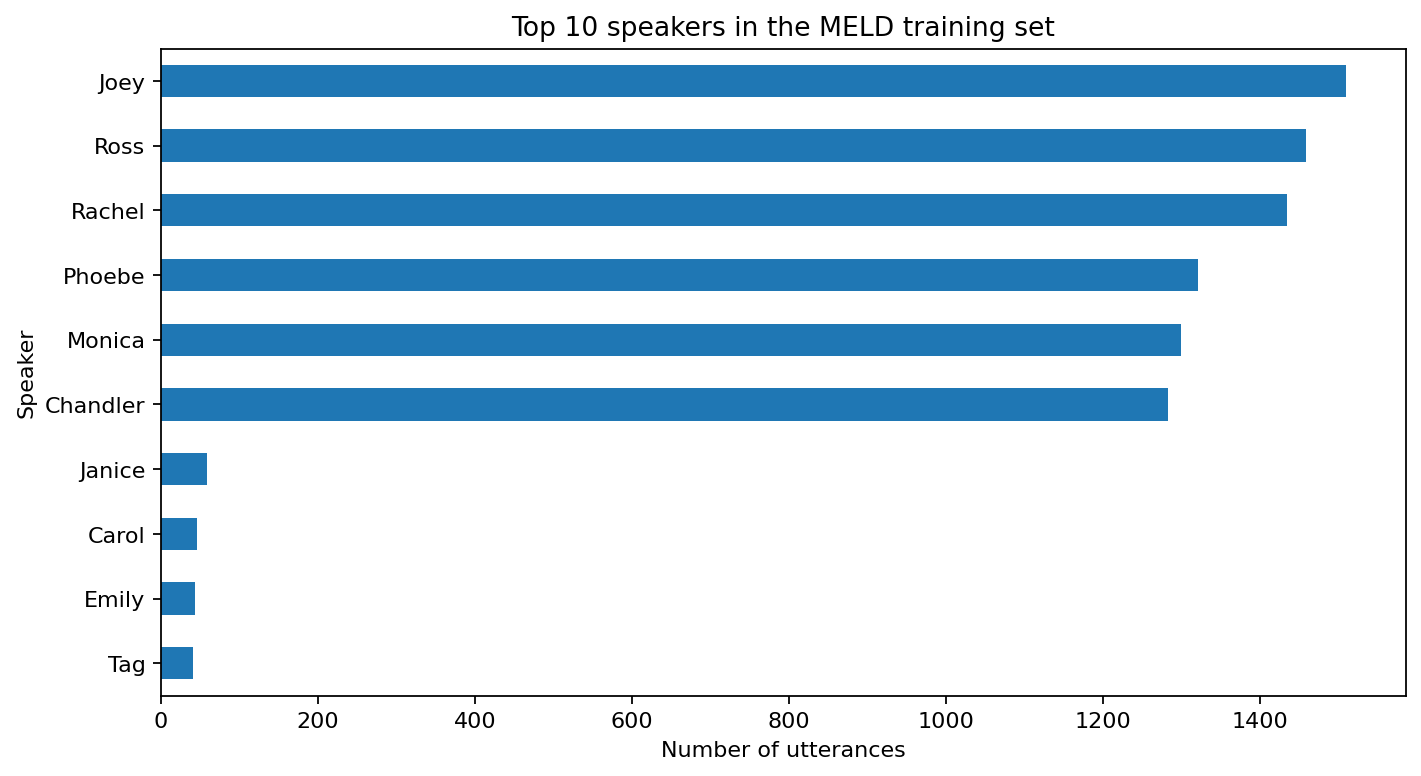 Top 10 speakers in the MELD training set
Joey
Ross
Rachel
Phoebe
Monica
Chandler
Janice
Carol
Emily
Tag
Speaker
0 200 400 600 800 1000 1200 1400
Number of utterances